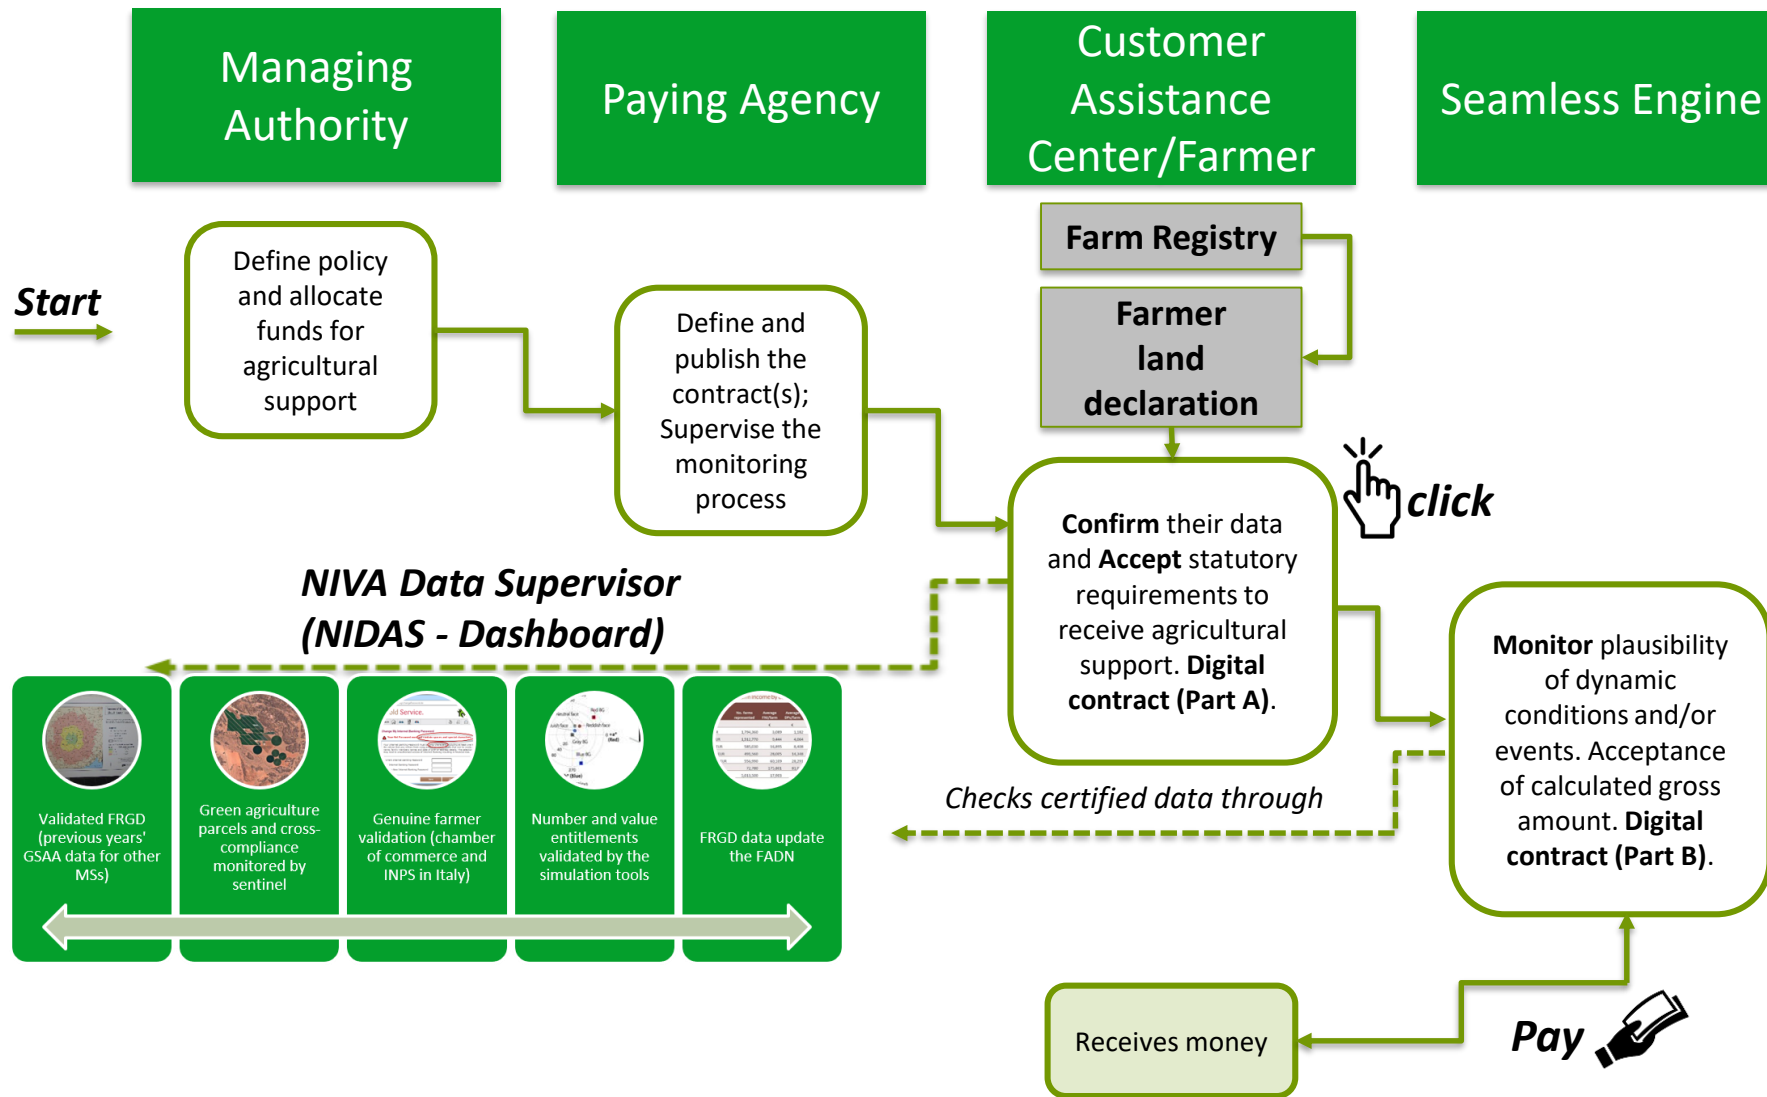 Managing
Authority
Paying Agency
Customer
Assistance
Center/Farmer
Seamless Engine
Start
Define policy
and allocate
funds for
agricultural
support
Define and
publish the
contract(s);
Supervise the
monitoring
process
Farm Registry
Farmer
land
declaration
click
Confirm their data
and Accept statutory
requirements to
receive agricultural
support. Digital
contract (Part A).
Monitor plausibility
of dynamic
conditions and/or
events. Acceptance
of calculated gross
amount. Digital
contract (Part B).
NIVA Data Supervisor
(NIDAS - Dashboard)
Checks certified data through
Validated FRGD
(previous years'
GSAA data for other
MSs)
Green agriculture
parcels and cross-
compliance
monitored by
sentinel
old Service.
Genuine farmer
validation (chamber
of commerce and
INPS in Italy)
Number and value
entitlements
validated by the
simulation tools
FRGD data update
the FADN
Receives money
Pay